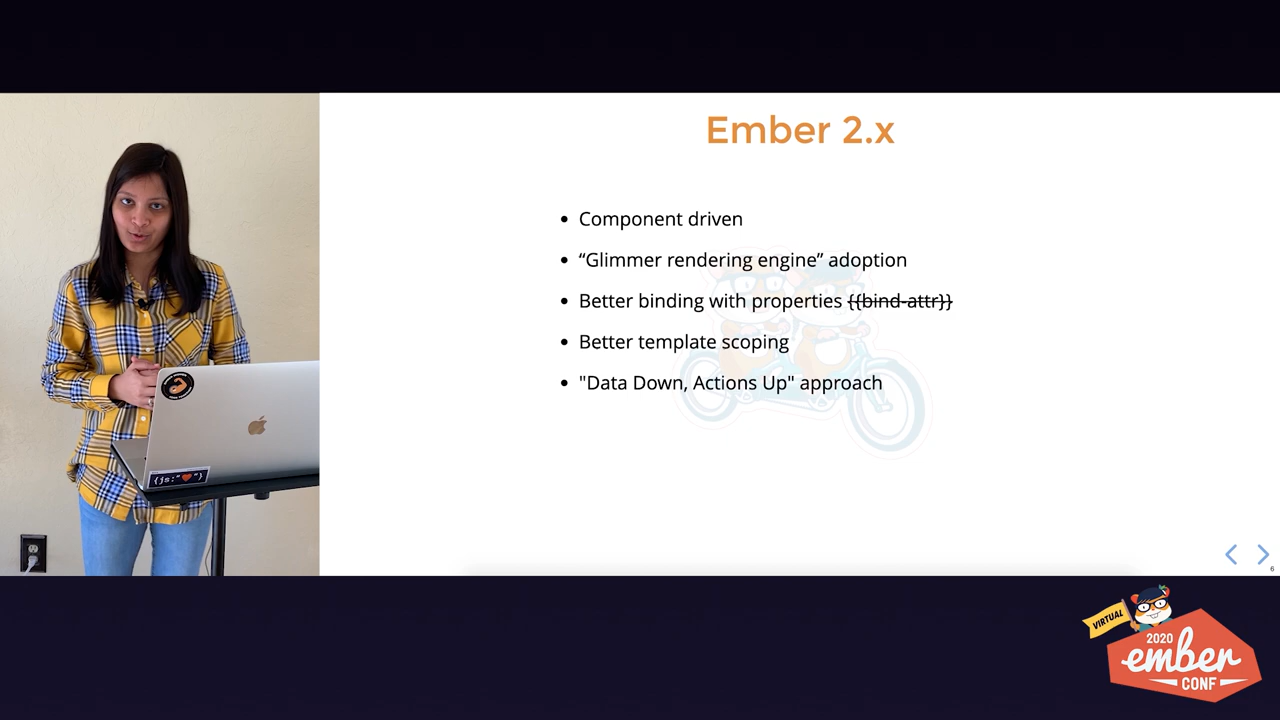 Ember 2.x
• Component driven
• “Glimmer rendering engine” adoption
• Better binding with properties {{bind-attr}}
• Better template scoping
• "Data Down, Actions Up" approach
{js:"❤"}
6
VIRTUAL
2020
ember
CONF